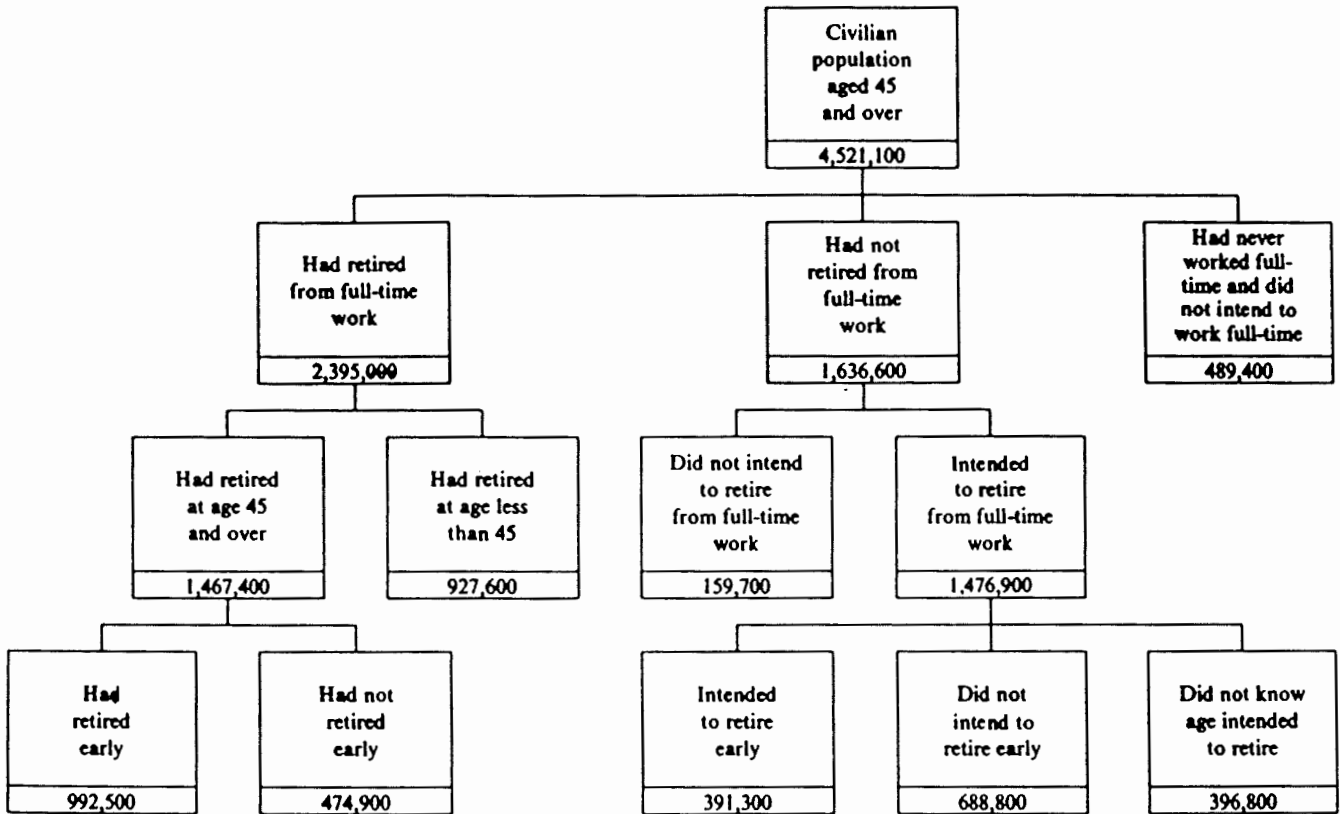 Civilian
population
aged 45
and over
4,521,100
Had retired
from full-time
work
2,395,000
Had not
retired from
full-time
work
1,636,600
Had never
worked full-
time and did
not intend to
work full-time
489,400
Had retired
at age 45
and over
1,467,400
Had retired
at age less
than 45
927,600
Did not intend
to retire
from full-time
work
159,700
Intended
to retire
from full-time
work
1,476,900
Had
retired
early
992,500
Had not
retired
early
474,900
Intended
to retire
early
391,300
Did not
intend to
retire early
688,800
Did not know
age intended
to retire
396,800